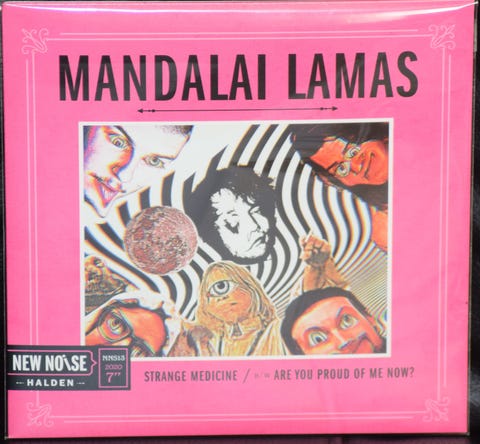 MANDALAI LAMAS
NEW NOISE
HALDEN
NNS13
2020
7"
STRANGE MEDICINE / B/W ARE YOU PROUD OF ME NOW?